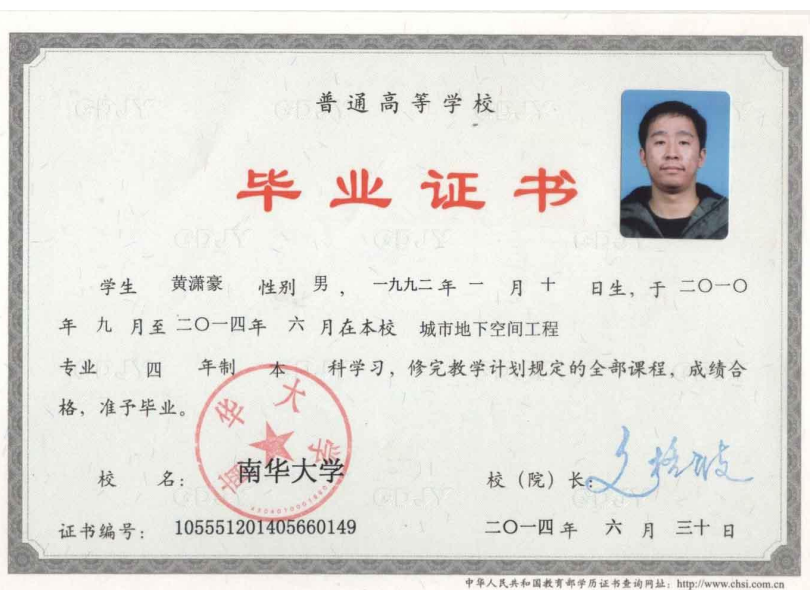 普通高等学校
毕业证书
学生 黄潇豪 性别 男 ， 一九九二 年 一 月 十 日生，于 二〇一〇
年 九 月至 二〇一四年 六 月在本校 城市地下空间工程
专业 四 年制 本 科学习，修完教学计划规定的全部课程，成绩合
格，准予毕业。
校 名： 南华大学 校（院）长：
南华大学
证书编号： 105551201405660149 二〇一四 年 六 月 三十 日
中华人民共和国教育部学历证书查询网址：http://www.chsi.com.cn